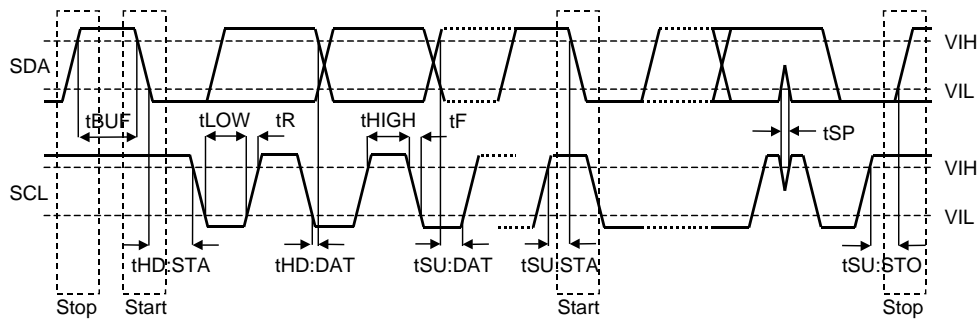 VIH
SDA
VIL
tBUF
tLOW
tR
tHIGH
tF
tSP
VIH
SCL
VIL
tHD:STA
tHD:DAT
tSU:DAT
tSU:STA
tSU:STO
Stop
Start
Start
Stop